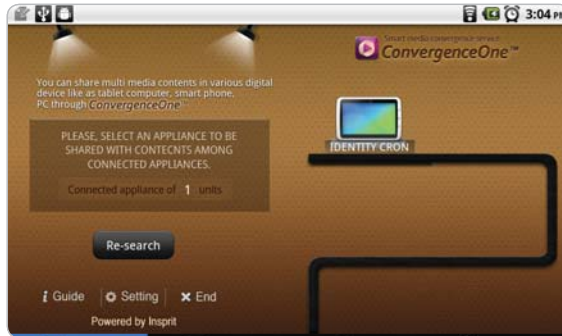 3:04 PM
Smart media convergence service
ConvergenceOne™
You can share multi media contents in various digital
device like as tablet computer, smart phone,
PC through ConvergenceOne™
PLEASE, SELECT AN APPLIANCE TO BE
SHARED WITH CONTECNTS AMONG
CONNECTED APPLIANCES.
Connected appliance of 1 units
IDENTITY CRON
Re-search
i Guide
Setting
End
Powered by Insprit